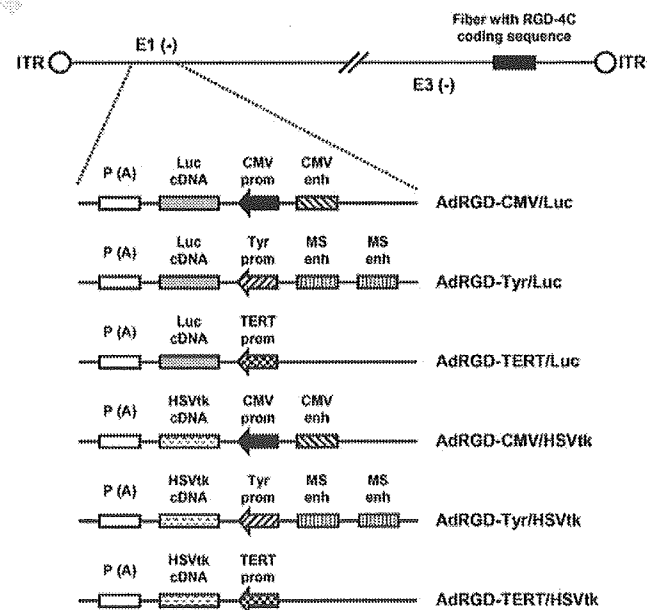 Fiber with RGD-4C
coding sequence
E1 (-)
ITR
ITR
E3 (-)
P (A)
Luc
cDNA
CMV
prom
CMV
enh
AdRGD-CMV/Luc
P (A)
Luc
cDNA
Tyr
prom
MS
enh
MS
enh
AdRGD-Tyr/Luc
P (A)
Luc
cDNA
TERT
prom
AdRGD-TERT/Luc
P (A)
HSVtk
cDNA
CMV
prom
CMV
enh
AdRGD-CMV/HSVtk
P (A)
HSVtk
cDNA
Tyr
prom
MS
enh
MS
enh
AdRGD-Tyr/HSVtk
P (A)
HSVtk
cDNA
TERT
prom
AdRGD-TERT/HSVtk